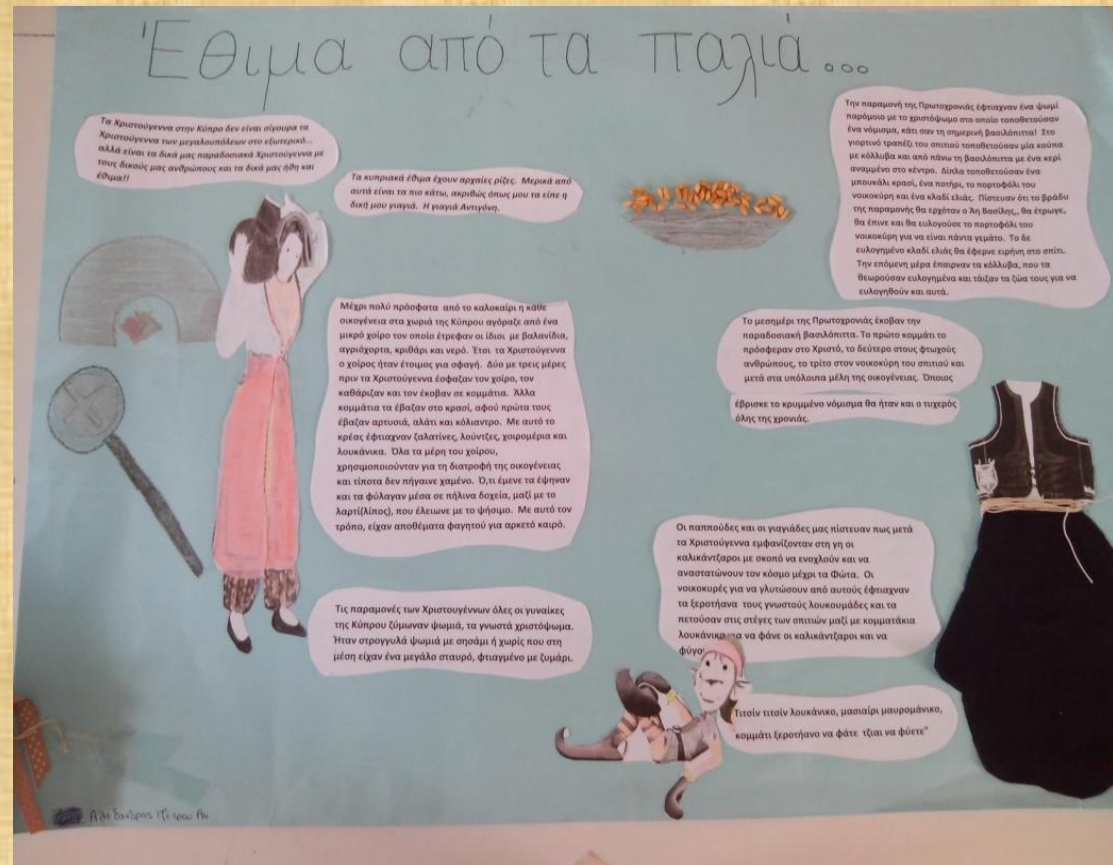 Έθιμα από τα παλιά...
Τα Χριστούγεννα στην Κύπρο δεν είναι σίγουρα τα
Χριστούγεννα των μεγαλουπόλεων στο εξωτερικό...
αλλά είναι τα δικά μας παραδοσιακά Χριστούγεννα με
τους δικούς μας ανθρώπους και τα δικά μας ήθη και
έθιμα!!
Τα κυπριακά έθιμα έχουν αρχαίες ρίζες. Μερικά από
αυτά είναι τα πιο κάτω, ακριβώς όπως μου τα είπε η
δική μου γιαγιά. Η γιαγιά Αντιγόνη.
Μέχρι πολύ πρόσφατα από το καλοκαίρι η κάθε
οικογένεια στα χωριά της Κύπρου αγόραζε από ένα
μικρό χοίρο τον οποίο έτρεφαν οι ίδιοι με βαλανίδια,
αγριόχορτα, κριθάρι και νερό. Έτσι τα Χριστούγεννα
ο χοίρος ήταν έτοιμος για σφαγή. Δύο με τρεις μέρες
πριν τα Χριστούγεννα έσφαζαν τον χοίρο, τον
καθάριζαν και τον έκοβαν σε κομμάτια. Άλλα
κομμάτια τα έβαζαν στο κρασί, αφού πρώτα τους
έβαζαν αρτυσιά, αλάτι και κόλιαντρο. Με αυτό το
κρέας έφτιαχναν ζαλατίνες, λούντζες, χοιρομέρια και
λουκάνικα. Όλα τα μέρη του χοίρου,
χρησιμοποιούνταν για τη διατροφή της οικογένειας
και τίποτα δεν πήγαινε χαμένο. Ό,τι έμενε τα έψηναν
και τα φύλαγαν μέσα σε πήλινα δοχεία, μαζί με το
λαρτί(λίπος), που έλειωνε με το ψήσιμο. Με αυτό τον
τρόπο, είχαν αποθέματα φαγητού για αρκετό καιρό.
Τις παραμονές των Χριστουγέννων όλες οι γυναίκες
της Κύπρου ζύμωναν ψωμιά, τα γνωστά χριστόψωμα.
Ήταν στρογγυλά ψωμιά με σησάμι ή χωρίς που στη
μέση είχαν ένα μεγάλο σταυρό, φτιαγμένο με ζυμάρι.
Την παραμονή της Πρωτοχρονιάς έφτιαχναν ένα ψωμί
παρόμοιο με το χριστόψωμο στο οποίο τοποθετούσαν
ένα νόμισμα, κάτι σαν τη σημερινή βασιλόπιττα! Στο
γιορτινό τραπέζι του σπιτιού τοποθετούσαν μία κούπα
με κόλλυβα και από πάνω τη βασιλόπιττα με ένα κερί
αναμμένο στο κέντρο. Δίπλα τοποθετούσαν ένα
μπουκάλι κρασί, ένα ποτήρι, το πορτοφόλι του
νοικοκύρη και ένα κλαδί ελιάς. Πίστευαν ότι το βράδυ
της παραμονής θα ερχόταν ο Άη Βασίλης,, θα έτρωγε,
θα έπινε και θα ευλογούσε το πορτοφόλι του
νοικοκύρη για να είναι πάντα γεμάτο. Το δε
ευλογημένο κλαδί ελιάς θα έφερνε ειρήνη στο σπίτι.
Την επόμενη μέρα έπαιρναν τα κόλλυβα, που τα
θεωρούσαν ευλογημένα και τάιζαν τα ζώα τους για να
ευλογηθούν και αυτά.
Το μεσημέρι της Πρωτοχρονιάς έκοβαν την
παραδοσιακή βασιλόπιττα. Το πρώτο κομμάτι το
πρόσφεραν στο Χριστό, το δεύτερο στους φτωχούς
ανθρώπους, το τρίτο στον νοικοκύρη του σπιτιού και
μετά στα υπόλοιπα μέλη της οικογένειας. Όποιος
έβρισκε το κρυμμένο νόμισμα θα ήταν και ο τυχερός
όλης της χρονιάς.
Οι παππούδες και οι γιαγιάδες μας πίστευαν πως μετά
τα Χριστούγεννα εμφανίζονταν στη γη οι
καλικάντζαροι με σκοπό να ενοχλούν και να
αναστατώνουν τον κόσμο μέχρι τα Φώτα. Οι
νοικοκυρές για να γλυτώσουν από αυτούς έφτιαχναν
τα ξεροτήανα τους γνωστούς λουκουμάδες και τα
πετούσαν στις στέγες των σπιτιών μαζί με κομματάκια
λουκάνικα για να φάνε οι καλικάντζαροι και να
Τιτσίν τιτσίν λουκάνικο, μασιαίρι μαυρομάνικο,
κομμάτι ξεροτήανο να φάτε τζιαι να φύετε"